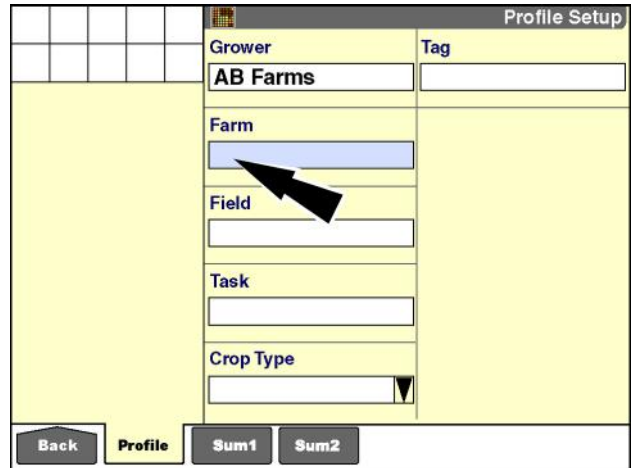 Profile Setup
Grower
Tag
AB Farms
Farm
Field
Task
Crop Type
Back
Profile
Sum1
Sum2